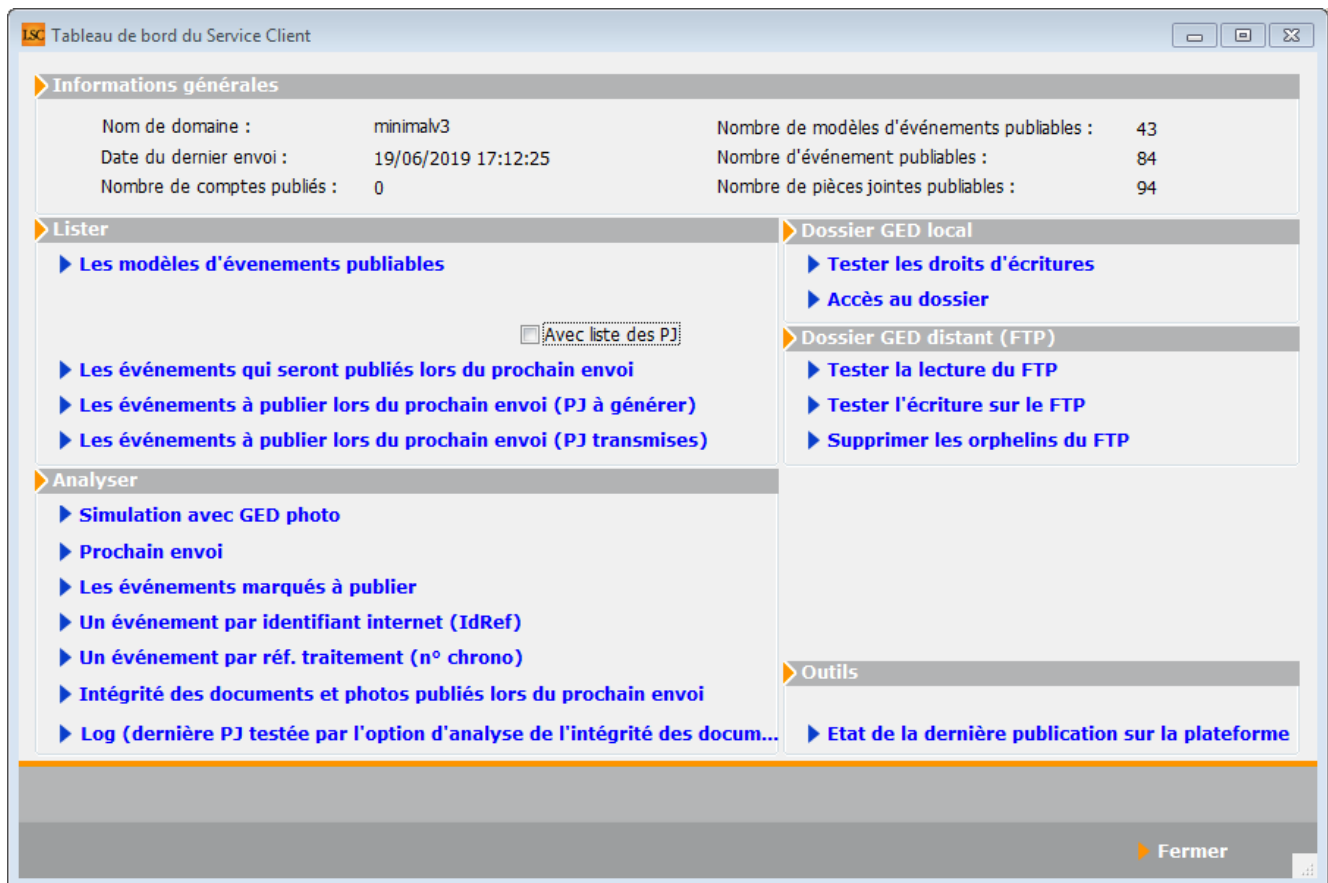 LSC Tableau de bord du Service Client
Informations générales
Nom de domaine : minimalv3
Date du dernier envoi : 19/06/2019 17:12:25
Nombre de comptes publiés : 0
Nombre de modèles d'événements publiables : 43
Nombre d'événement publiables : 84
Nombre de pièces jointes publiables : 94
Lister
Les modèles d'évenements publiables
Avec liste des PJ
Les événements qui seront publiés lors du prochain envoi
Les événements à publier lors du prochain envoi (PJ à générer)
Les événements à publier lors du prochain envoi (PJ transmises)
Dossier GED local
Tester les droits d'écritures
Accès au dossier
Dossier GED distant (FTP)
Tester la lecture du FTP
Tester l'écriture sur le FTP
Supprimer les orphelins du FTP
Analyser
Simulation avec GED photo
Prochain envoi
Les événements marqués à publier
Un événement par identifiant internet (IdRef)
Un événement par réf. traitement (n° chrono)
Intégrité des documents et photos publiés lors du prochain envoi
Log (dernière PJ testée par l'option d'analyse de l'intégrité des docum...
Outils
Etat de la dernière publication sur la plateforme
Fermer